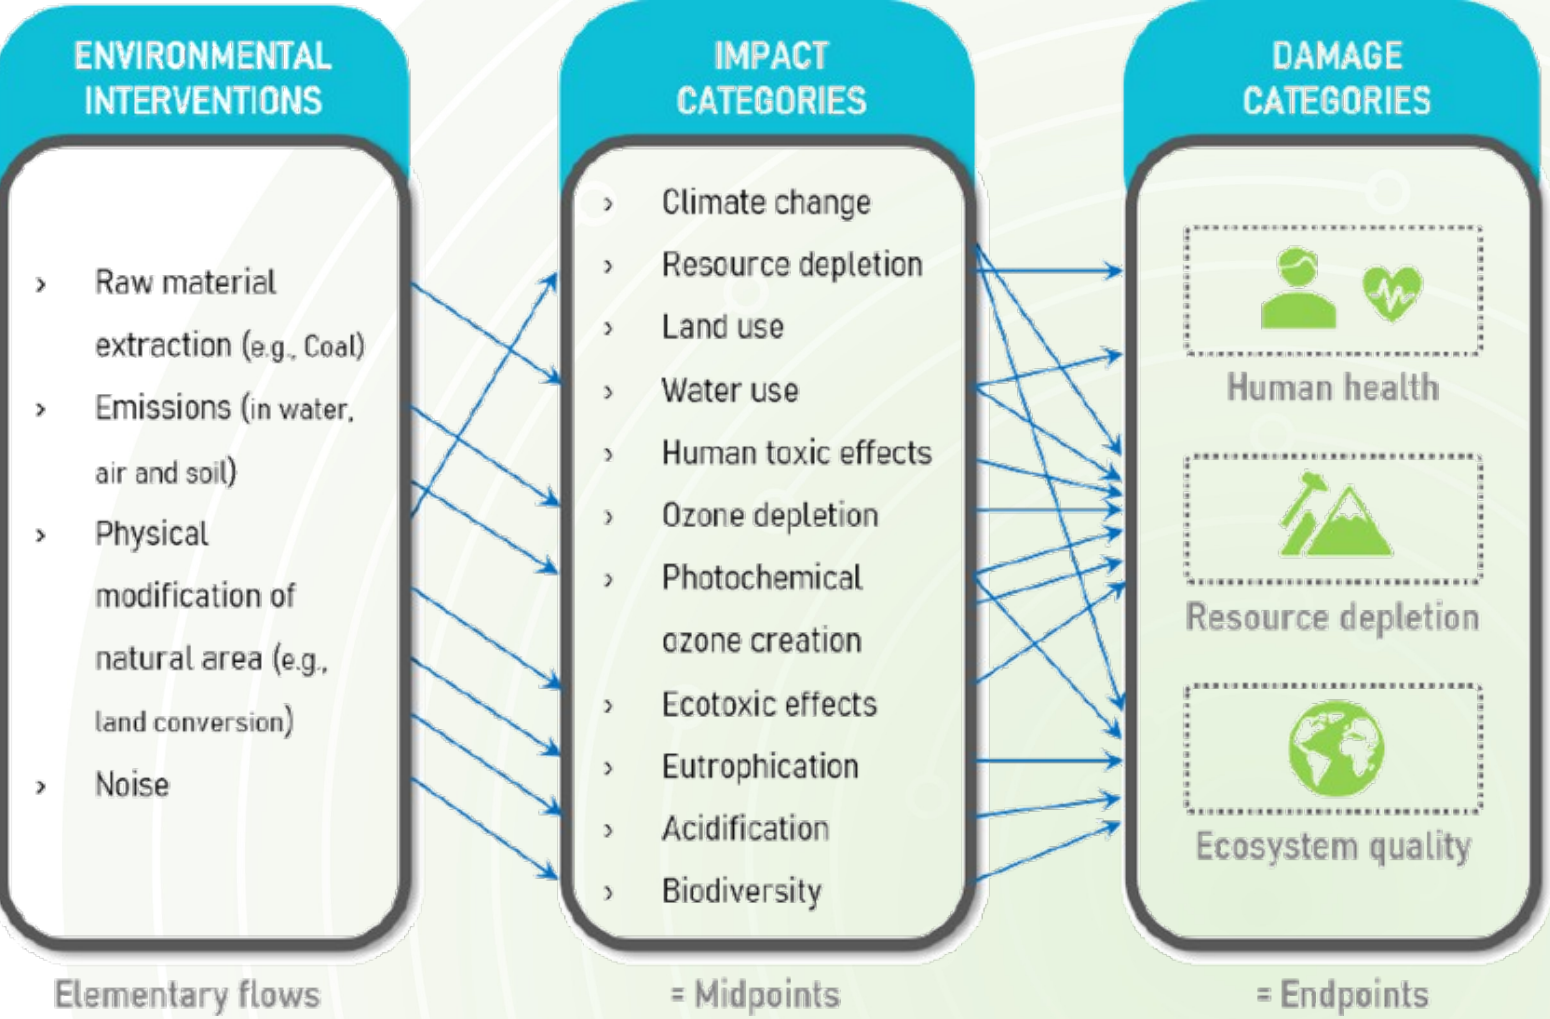 ENVIRONMENTAL
INTERVENTIONS
› Raw material
extraction (e.g., Coal)
› Emissions (in water,
air and soil)
› Physical
modification of
natural area (e.g.,
land conversion)
› Noise
Elementary flows
IMPACT
CATEGORIES
› Climate change
› Resource depletion
› Land use
› Water use
› Human toxic effects
› Ozone depletion
› Photochemical
ozone creation
› Ecotoxic effects
› Eutrophication
› Acidification
› Biodiversity
= Midpoints
DAMAGE
CATEGORIES
Human health
Resource depletion
Ecosystem quality
= Endpoints